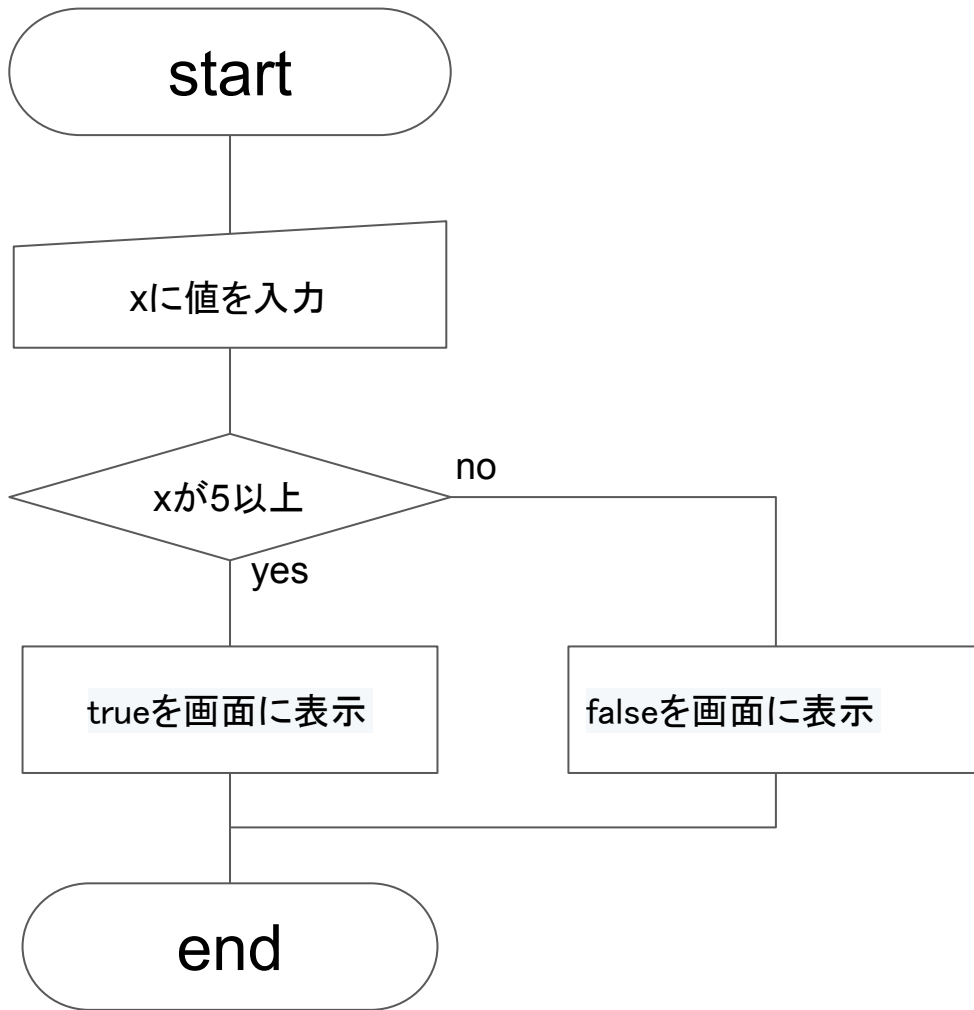 start
xに値を入力
xが5以上
no
yes
trueを画面に表示
falseを画面に表示
end